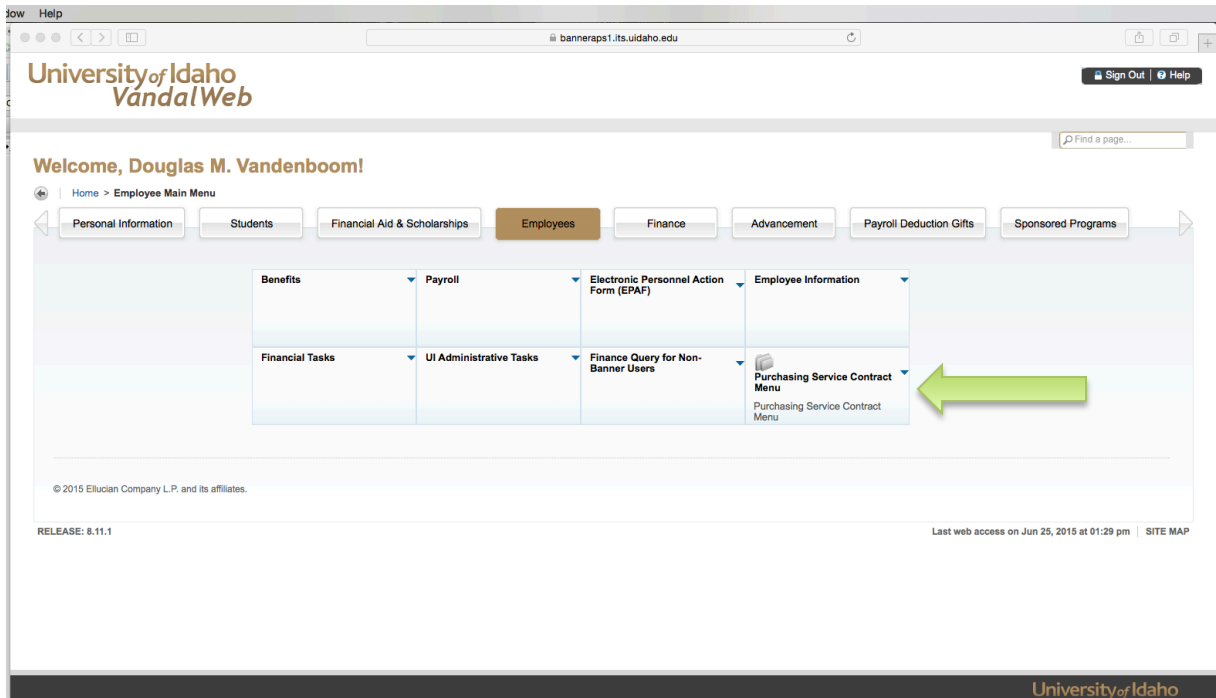 dow Help
banneraps1.its.uidaho.edu
University of Idaho
VandalWeb
Sign Out | Help
Find a page...
Welcome, Douglas M. Vandenboom!
Home > Employee Main Menu
Personal Information Students Financial Aid & Scholarships Employees Finance Advancement Payroll Deduction Gifts Sponsored Programs
Benefits
Payroll
Electronic Personnel Action
Form (EPAF)
Employee Information
Financial Tasks
UI Administrative Tasks
Finance Query for Non-
Banner Users
Purchasing Service Contract
Menu
Purchasing Service Contract
Menu
© 2015 Ellucian Company L.P. and its affiliates.
RELEASE: 8.11.1
Last web access on Jun 25, 2015 at 01:29 pm | SITE MAP
University of Idaho